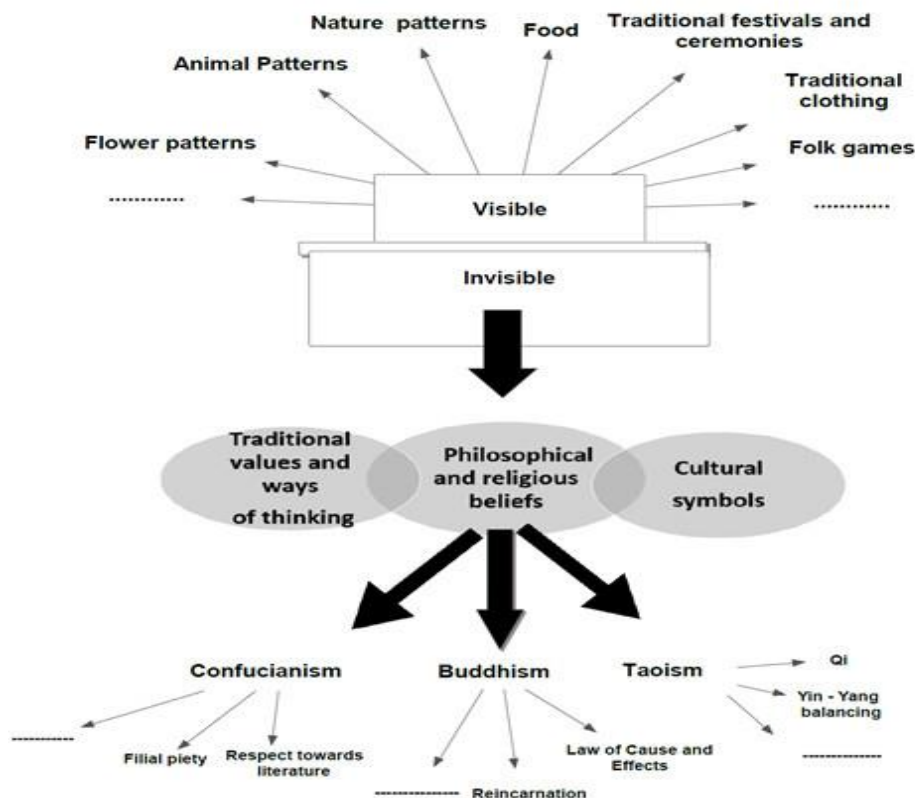 Nature patterns
Food
Traditional festivals and
ceremonies
Animal Patterns
Traditional
clothing
Flower patterns
Folk games
------------
------------
Visible
Invisible
Traditional
values and
ways
of thinking
Philosophical
and religious
beliefs
Cultural
symbols
Confucianism
Buddhism
Taoism
Qi
Yin - Yang
balancing
-----------
Filial piety
Respect towards
literature
Law of Cause and
Effects
--------------
--------------
Reincarnation